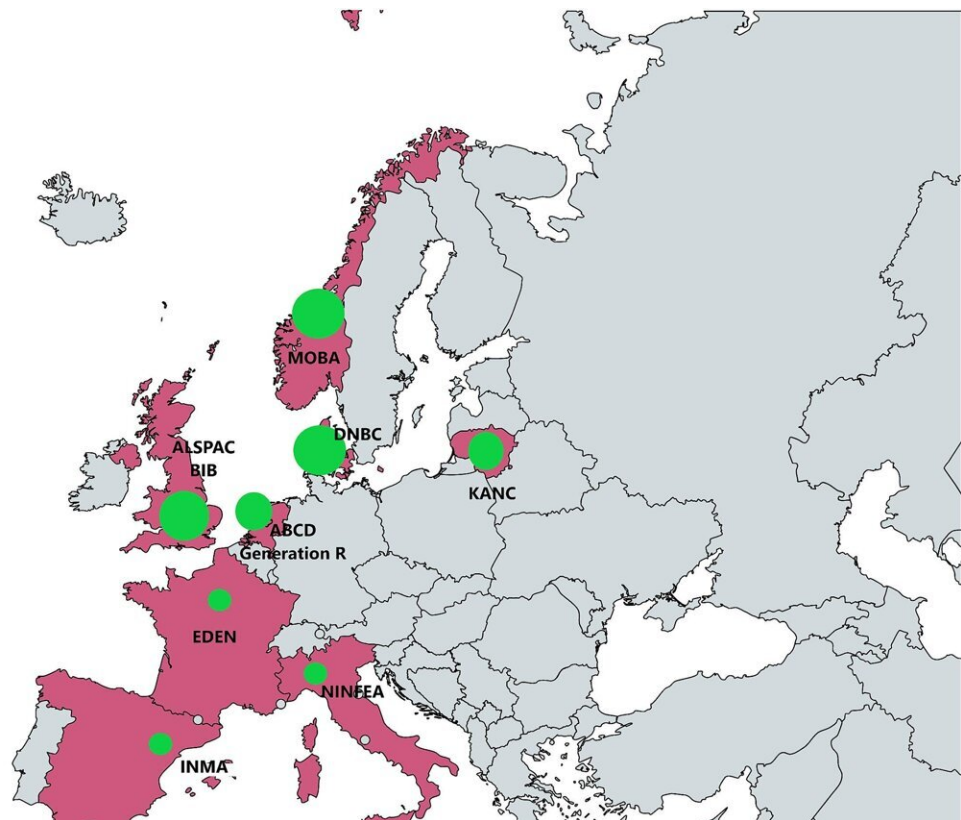 MOBA
DNBC
ALSPAC
BIB
KANC
ABCD
Generation R
EDEN
NINFEA
INMA